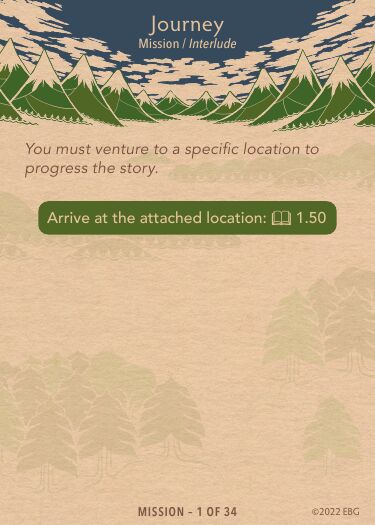 Journey
Mission / Interlude
You must venture to a specific location to
progress the story.
Arrive at the attached location: 1.50
MISSION - 1 OF 34
©2022 EBG